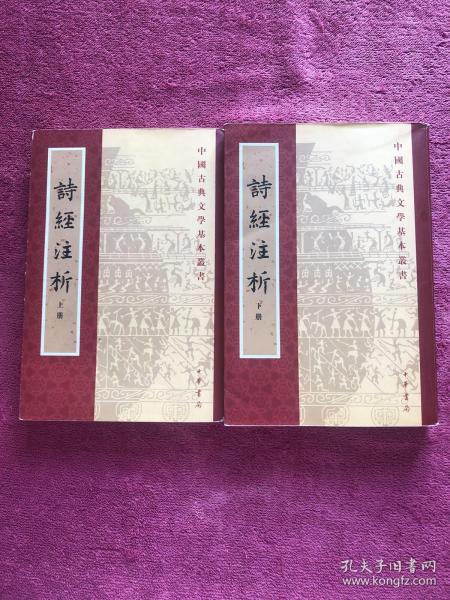 詩經注析
上册
中國古典文學基本叢書
中華書局
詩經注析
下册
中國古典文學基本叢書
中華書局
孔夫子旧书网
www.kongfz.com